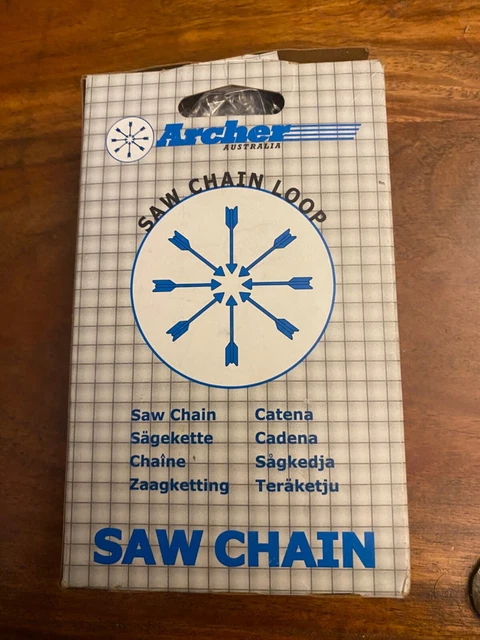 Archer
AUSTRALIA
SAW CHAIN LOOP
Saw Chain
Sägekette
Chaîne
Zaagketting
Catena
Cadena
Sågkedja
Teräketju
SAW CHAIN